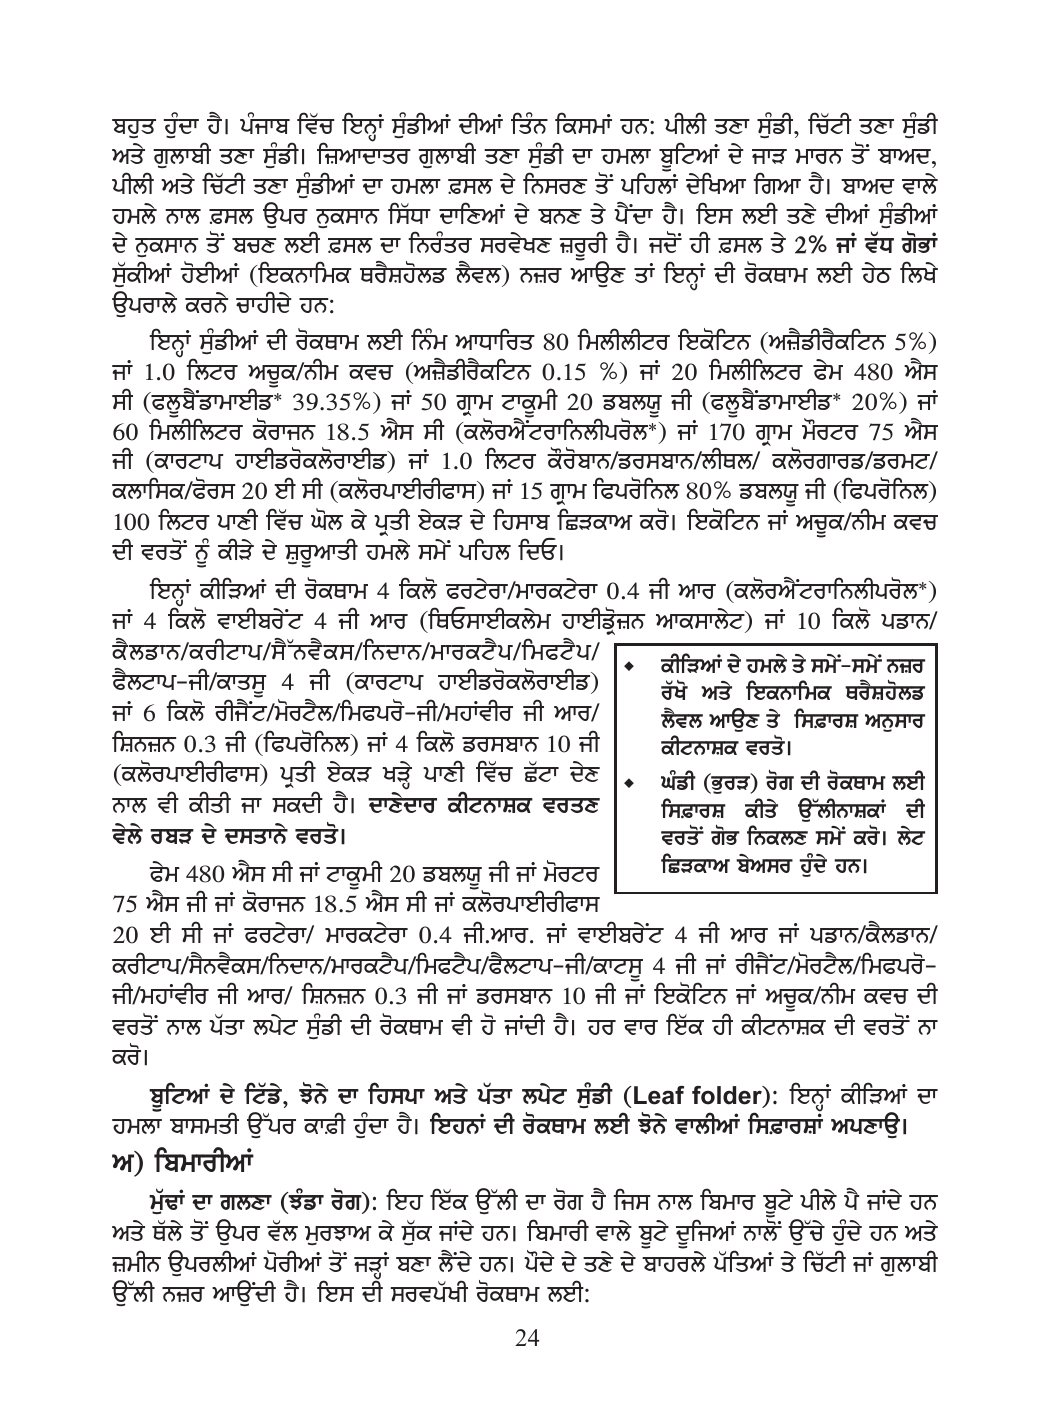 ਬਹੁਤ ਹੁੰਦਾ ਹੈ। ਪੰਜਾਬ ਵਿੱਚ ਇਨ੍ਹਾਂ ਸੁੰਡੀਆਂ ਦੀਆਂ ਤਿੰਨ ਕਿਸਮਾਂ ਹਨ: ਪੀਲੀ ਤਣਾ ਸੁੰਡੀ, ਚਿੱਟੀ ਤਣਾ ਸੁੰਡੀ
ਅਤੇ ਗੁਲਾਬੀ ਤਣਾ ਸੁੰਡੀ। ਜ਼ਿਆਦਾਤਰ ਗੁਲਾਬੀ ਤਣਾ ਸੁੰਡੀ ਦਾ ਹਮਲਾ ਬੂਟਿਆਂ ਦੇ ਜਾੜ ਮਾਰਨ ਤੋਂ ਬਾਅਦ,
ਪੀਲੀ ਅਤੇ ਚਿੱਟੀ ਤਣਾ ਸੁੰਡੀਆਂ ਦਾ ਹਮਲਾ ਫ਼ਸਲ ਦੇ ਨਿਸਰਣ ਤੋਂ ਪਹਿਲਾਂ ਦੇਖਿਆ ਗਿਆ ਹੈ। ਬਾਅਦ ਵਾਲੇ
ਹਮਲੇ ਨਾਲ ਫ਼ਸਲ ਉਪਰ ਨੁਕਸਾਨ ਸਿੱਧਾ ਦਾਣਿਆਂ ਦੇ ਬਨਣ ਤੇ ਪੈਂਦਾ ਹੈ। ਇਸ ਲਈ ਤਣੇ ਦੀਆਂ ਸੁੰਡੀਆਂ
ਦੇ ਨੁਕਸਾਨ ਤੋਂ ਬਚਣ ਲਈ ਫ਼ਸਲ ਦਾ ਨਿਰੰਤਰ ਸਰਵੇਖਣ ਜ਼ਰੂਰੀ ਹੈ। ਜਦੋਂ ਹੀ ਫ਼ਸਲ ਤੇ 2% ਜਾਂ ਵੱਧ ਗੋਭਾਂ
ਸੁੱਕੀਆਂ ਹੋਈਆਂ (ਇਕਨਾਮਿਕ ਥਰੈਸ਼ਹੋਲਡ ਲੈਵਲ) ਨਜ਼ਰ ਆਉਣ ਤਾਂ ਇਨ੍ਹਾਂ ਦੀ ਰੋਕਥਾਮ ਲਈ ਹੇਠ ਲਿਖੇ
ਉਪਰਾਲੇ ਕਰਨੇ ਚਾਹੀਦੇ ਹਨ:
ਇਨ੍ਹਾਂ ਸੁੰਡੀਆਂ ਦੀ ਰੋਕਥਾਮ ਲਈ ਨਿੰਮ ਆਧਾਰਿਤ 80 ਮਿਲੀਲੀਟਰ ਇਕੋਟਿਨ (ਅਜ਼ੈਡੀਰੈਕਟਿਨ 5%)
ਜਾਂ 1.0 ਲਿਟਰ ਅਚੂਕ/ਨੀਮ ਕਵਚ (ਅਜ਼ੈਡੀਰੈਕਟਿਨ 0.15 %) ਜਾਂ 20 ਮਿਲੀਲਿਟਰ ਫੇਮ 480 ਐਸ
ਸੀ (ਫਲੂਬੈਂਡਾਮਾਈਡ* 39.35%) ਜਾਂ 50 ਗ੍ਰਾਮ ਟਾਕੂਮੀ 20 ਡਬਲਯੂ ਜੀ (ਫਲੂਬੈਂਡਾਮਾਈਡ* 20%) ਜਾਂ
60 ਮਿਲੀਲਿਟਰ ਕੋਰਾਜਨ 18.5 ਐਸ ਸੀ (ਕਲੋਰਐਂਟਰਾਨਿਲੀਪਰੋਲ*) ਜਾਂ 170 ਗ੍ਰਾਮ ਮੌਰਟਰ 75 ਐਸ
ਜੀ (ਕਾਰਟਾਪ ਹਾਈਡਰੋਕਲੋਰਾਈਡ) ਜਾਂ 1.0 ਲਿਟਰ ਕੌਰੋਬਾਨ/ਡਰਸਬਾਨ/ਲੀਥਲ/ ਕਲੋਰਗਾਰਡ/ਡਰਮਟ/
ਕਲਾਸਿਕ/ਫੋਰਸ 20 ਈ ਸੀ (ਕਲੋਰਪਾਈਰੀਫਾਸ) ਜਾਂ 15 ਗ੍ਰਾਮ ਫਿਪਰੋਨਿਲ 80% ਡਬਲਯੂ ਜੀ (ਫਿਪਰੋਨਿਲ)
100 ਲਿਟਰ ਪਾਣੀ ਵਿੱਚ ਘੋਲ ਕੇ ਪ੍ਰਤੀ ਏਕੜ ਦੇ ਹਿਸਾਬ ਛਿੜਕਾਅ ਕਰੋ। ਇਕੋਟਿਨ ਜਾਂ ਅਚੂਕ/ਨੀਮ ਕਵਚ
ਦੀ ਵਰਤੋਂ ਨੂੰ ਕੀੜੇ ਦੇ ਸ਼ੁਰੂਆਤੀ ਹਮਲੇ ਸਮੇਂ ਪਹਿਲ ਦਿਓ।
ਇਨ੍ਹਾਂ ਕੀੜਿਆਂ ਦੀ ਰੋਕਥਾਮ 4 ਕਿਲੋ ਫਰਟੇਰਾ/ਮਾਰਕਟੇਰਾ 0.4 ਜੀ ਆਰ (ਕਲੋਰਐਂਟਰਾਨਿਲੀਪਰੋਲ*)
ਜਾਂ 4 ਕਿਲੋ ਵਾਈਬਰੇਂਟ 4 ਜੀ ਆਰ (ਥਿਓਸਾਈਕਲੇਮ ਹਾਈਡ੍ਰੋਜ਼ਨ ਆਕਸਾਲੇਟ) ਜਾਂ 10 ਕਿਲੋ ਪਡਾਨ/
ਕੈਲਡਾਨ/ਕਰੀਟਾਪ/ਸੈੱਨਵੈਕਸ/ਨਿਦਾਨ/ਮਾਰਕਟੈਪ/ਮਿਫਟੈਪ/
ਫੈਲਟਾਪ-ਜੀ/ਕਾਤਸੂ 4 ਜੀ (ਕਾਰਟਾਪ ਹਾਈਡਰੋਕਲੋਰਾਈਡ)
ਜਾਂ 6 ਕਿਲੋ ਰੀਜੈਂਟ/ਮੋਰਟੈਲ/ਮਿਫਪਰੋ-ਜੀ/ਮਹਾਂਵੀਰ ਜੀ ਆਰ/
ਸ਼ਿਨਜ਼ਨ 0.3 ਜੀ (ਫਿਪਰੋਨਿਲ) ਜਾਂ 4 ਕਿਲੋ ਡਰਸਬਾਨ 10 ਜੀ
(ਕਲੋਰਪਾਈਰੀਫਾਸ) ਪ੍ਰਤੀ ਏਕੜ ਖੜ੍ਹੇ ਪਾਣੀ ਵਿੱਚ ਛੱਟਾ ਦੇਣ
ਨਾਲ ਵੀ ਕੀਤੀ ਜਾ ਸਕਦੀ ਹੈ। ਦਾਣੇਦਾਰ ਕੀਟਨਾਸ਼ਕ ਵਰਤਣ
ਵੇਲੇ ਰਬੜ ਦੇ ਦਸਤਾਨੇ ਵਰਤੋ।
◆ ਕੀੜਿਆਂ ਦੇ ਹਮਲੇ ਤੇ ਸਮੇਂ-ਸਮੇਂ ਨਜ਼ਰ
ਰੱਖੋ ਅਤੇ ਇਕਨਾਮਿਕ ਥਰੈਸ਼ਹੋਲਡ
ਲੈਵਲ ਆਉਣ ਤੇ ਸਿਫ਼ਾਰਸ਼ ਅਨੁਸਾਰ
ਕੀਟਨਾਸ਼ਕ ਵਰਤੋ।
◆ ਘੰਡੀ (ਭੁਰੜ) ਰੋਗ ਦੀ ਰੋਕਥਾਮ ਲਈ
ਸਿਫ਼ਾਰਸ਼ ਕੀਤੇ ਉੱਲੀਨਾਸ਼ਕਾਂ ਦੀ
ਵਰਤੋਂ ਗੋਭ ਨਿਕਲਣ ਸਮੇਂ ਕਰੋ। ਲੇਟ
ਛਿੜਕਾਅ ਬੇਅਸਰ ਹੁੰਦੇ ਹਨ।
ਫੇਮ 480 ਐਸ ਸੀ ਜਾਂ ਟਾਕੂਮੀ 20 ਡਬਲਯੂ ਜੀ ਜਾਂ ਮੋਰਟਰ
75 ਐਸ ਜੀ ਜਾਂ ਕੋਰਾਜਨ 18.5 ਐਸ ਸੀ ਜਾਂ ਕਲੋਰਪਾਈਰੀਫਾਸ
20 ਈ ਸੀ ਜਾਂ ਫਰਟੇਰਾ/ ਮਾਰਕਟੇਰਾ 0.4 ਜੀ.ਆਰ. ਜਾਂ ਵਾਈਬਰੇਂਟ 4 ਜੀ ਆਰ ਜਾਂ ਪਡਾਨ/ਕੈਲਡਾਨ/
ਕਰੀਟਾਪ/ਸੈਨਵੈਕਸ/ਨਿਦਾਨ/ਮਾਰਕਟੈਪ/ਮਿਫਟੈਪ/ਫੈਲਟਾਪ-ਜੀ/ਕਾਟਸੂ 4 ਜੀ ਜਾਂ ਰੀਜੈਂਟ/ਮੋਰਟੈਲ/ਮਿਫਪਰੋ-
ਜੀ/ਮਹਾਂਵੀਰ ਜੀ ਆਰ/ ਸ਼ਿਨਜ਼ਨ 0.3 ਜੀ ਜਾਂ ਡਰਸਬਾਨ 10 ਜੀ ਜਾਂ ਇਕੋਟਿਨ ਜਾਂ ਅਚੂਕ/ਨੀਮ ਕਵਚ ਦੀ
ਵਰਤੋਂ ਨਾਲ ਪੱਤਾ ਲਪੇਟ ਸੁੰਡੀ ਦੀ ਰੋਕਥਾਮ ਵੀ ਹੋ ਜਾਂਦੀ ਹੈ। ਹਰ ਵਾਰ ਇੱਕ ਹੀ ਕੀਟਨਾਸ਼ਕ ਦੀ ਵਰਤੋਂ ਨਾ
ਕਰੋ।
ਬੂਟਿਆਂ ਦੇ ਟਿੱਡੇ, ਝੋਨੇ ਦਾ ਹਿਸਪਾ ਅਤੇ ਪੱਤਾ ਲਪੇਟ ਸੁੰਡੀ (Leaf folder): ਇਨ੍ਹਾਂ ਕੀੜਿਆਂ ਦਾ
ਹਮਲਾ ਬਾਸਮਤੀ ਉੱਪਰ ਕਾਫ਼ੀ ਹੁੰਦਾ ਹੈ। ਇਹਨਾਂ ਦੀ ਰੋਕਥਾਮ ਲਈ ਝੋਨੇ ਵਾਲੀਆਂ ਸਿਫ਼ਾਰਸ਼ਾਂ ਅਪਣਾਉ।
ਅ) ਬਿਮਾਰੀਆਂ
ਮੁੱਢਾਂ ਦਾ ਗਲਣਾ (ਝੰਡਾ ਰੋਗ): ਇਹ ਇੱਕ ਉੱਲੀ ਦਾ ਰੋਗ ਹੈ ਜਿਸ ਨਾਲ ਬਿਮਾਰ ਬੂਟੇ ਪੀਲੇ ਪੈ ਜਾਂਦੇ ਹਨ
ਅਤੇ ਥੱਲੇ ਤੋਂ ਉਪਰ ਵੱਲ ਮੁਰਝਾਅ ਕੇ ਸੁੱਕ ਜਾਂਦੇ ਹਨ। ਬਿਮਾਰੀ ਵਾਲੇ ਬੂਟੇ ਦੂਜਿਆਂ ਨਾਲੋਂ ਉੱਚੇ ਹੁੰਦੇ ਹਨ ਅਤੇ
ਜ਼ਮੀਨ ਉਪਰਲੀਆਂ ਪੋਰੀਆਂ ਤੋਂ ਜੜ੍ਹਾਂ ਬਣਾ ਲੈਂਦੇ ਹਨ। ਪੌਦੇ ਦੇ ਤਣੇ ਦੇ ਬਾਹਰਲੇ ਪੱਤਿਆਂ ਤੇ ਚਿੱਟੀ ਜਾਂ ਗੁਲਾਬੀ
ਉੱਲੀ ਨਜ਼ਰ ਆਉਂਦੀ ਹੈ। ਇਸ ਦੀ ਸਰਵਪੱਖੀ ਰੋਕਥਾਮ ਲਈ:
24